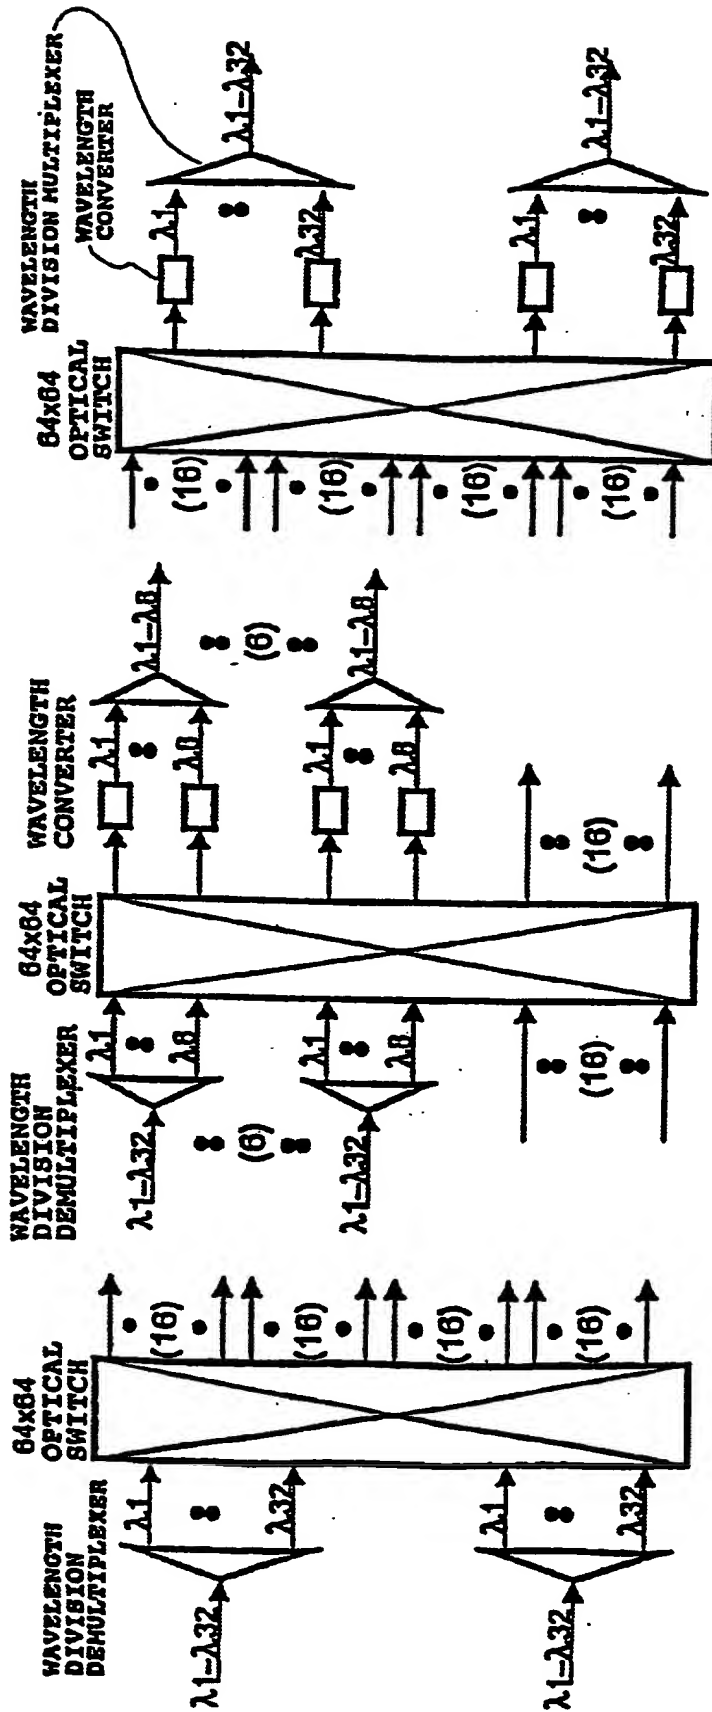 WAVELENGTH
DIVISION
DEMULTIPLEXER
64x64
OPTICAL
SWITCH
λ1–λ32
λ1
λ32
(16)
(16)
λ1–λ32
λ1
λ32
(16)
(16)
WAVELENGTH
DIVISION
DEMULTIPLEXER
64x64
OPTICAL
SWITCH
WAVELENGTH
CONVERTER
λ1–λ32
λ1
λ8
λ1
λ8
λ1–λ8
(6)
(6)
λ1–λ32
λ1
λ8
λ1
λ8
λ1–λ8
(16)
(16)
64x64
OPTICAL
SWITCH
WAVELENGTH
DIVISION MULTIPLEXER
WAVELENGTH
CONVERTER
(16)
(16)
λ1
λ32
λ1–λ32
(16)
(16)
λ1
λ32
λ1–λ32